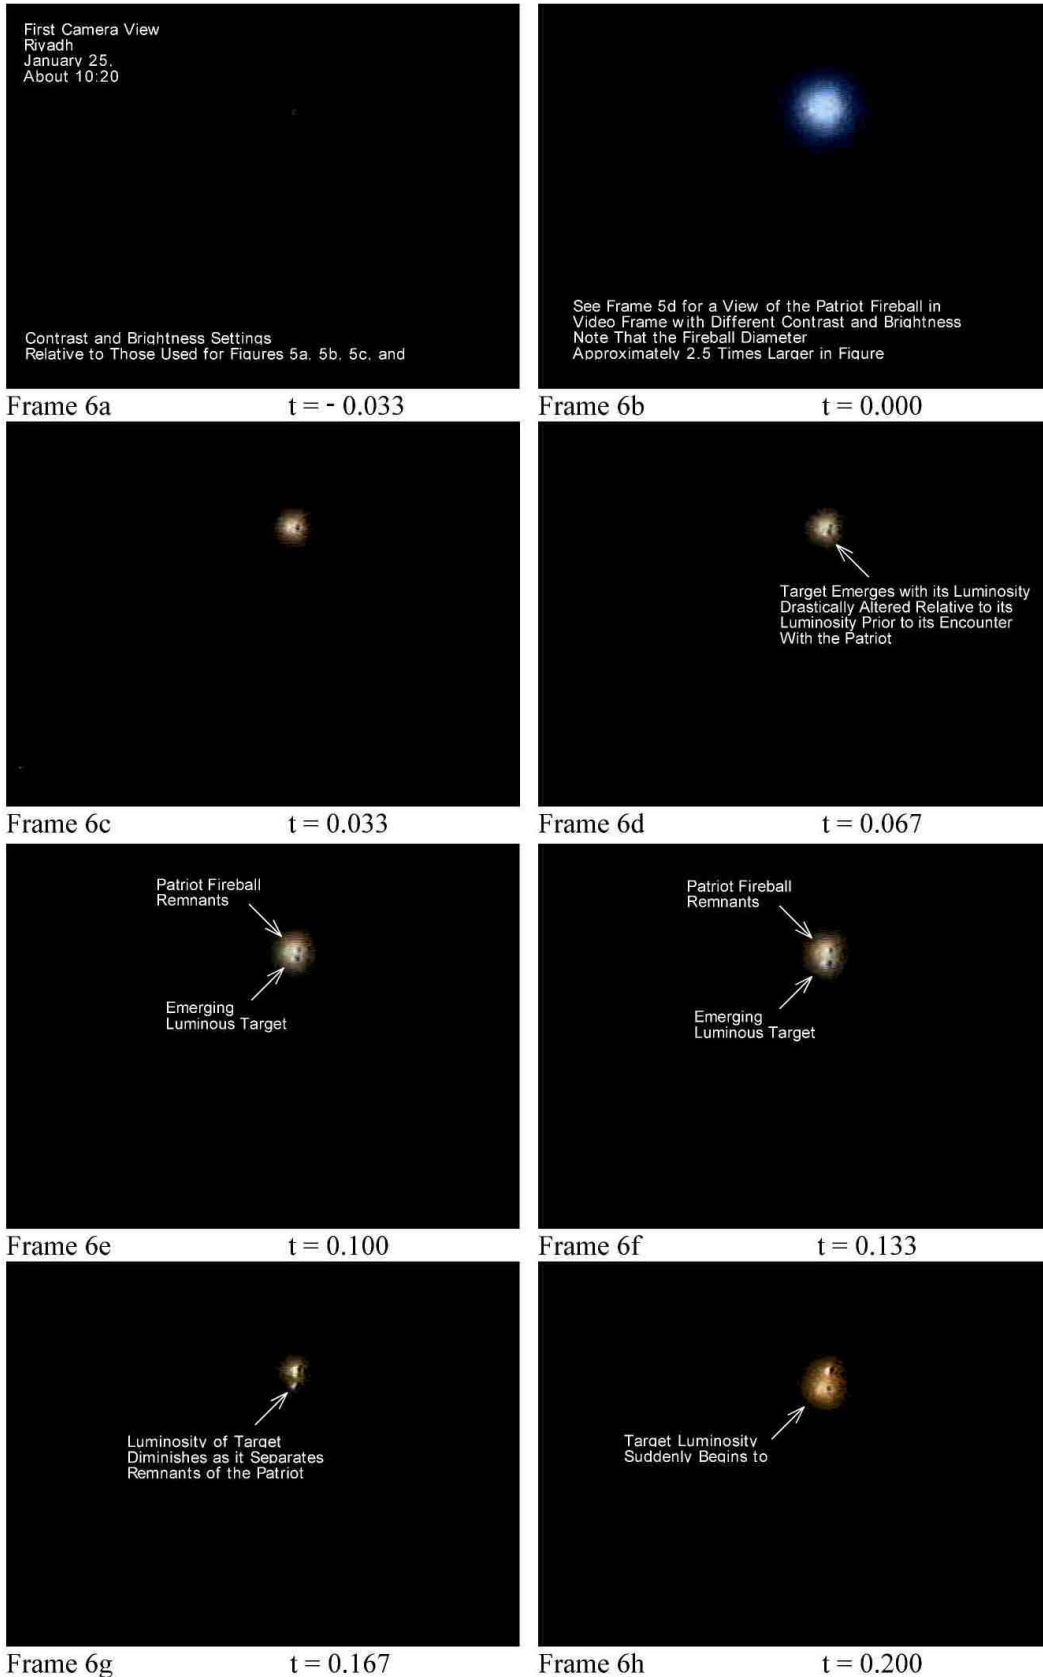 First Camera View
Riyadh
January 25,
About 10:20
Contrast and Brightness Settings
Relative to Those Used for Figures 5a, 5b, 5c, and
Frame 6a t = - 0.033
See Frame 5d for a View of the Patriot Fireball in
Video Frame with Different Contrast and Brightness
Note That the Fireball Diameter
Approximately 2.5 Times Larger in Figure
Frame 6b t = 0.000
Frame 6c t = 0.033
Target Emerges with its Luminosity
Drastically Altered Relative to its
Luminosity Prior to its Encounter
With the Patriot
Frame 6d t = 0.067
Patriot Fireball
Remnants
Emerging
Luminous Target
Frame 6e t = 0.100
Patriot Fireball
Remnants
Emerging
Luminous Target
Frame 6f t = 0.133
Luminosity of Target
Diminishes as it Separates
Remnants of the Patriot
Frame 6g t = 0.167
Target Luminosity
Suddenly Begins to
Frame 6h t = 0.200